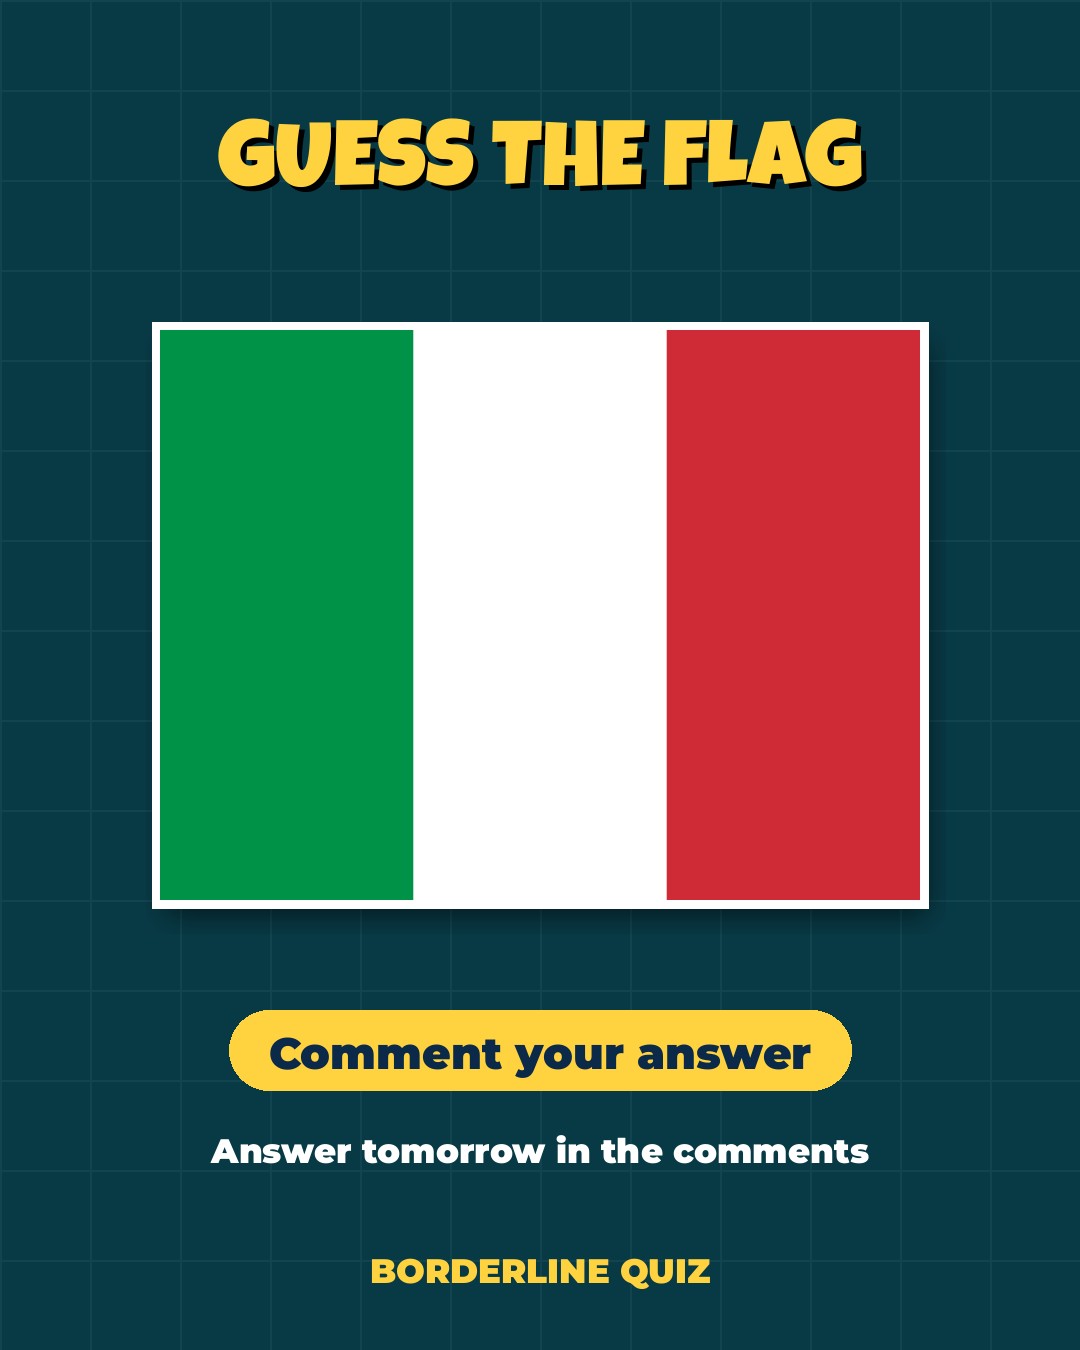 GUESS THE FLAG
Comment your answer
Answer tomorrow in the comments
BORDERLINE QUIZ